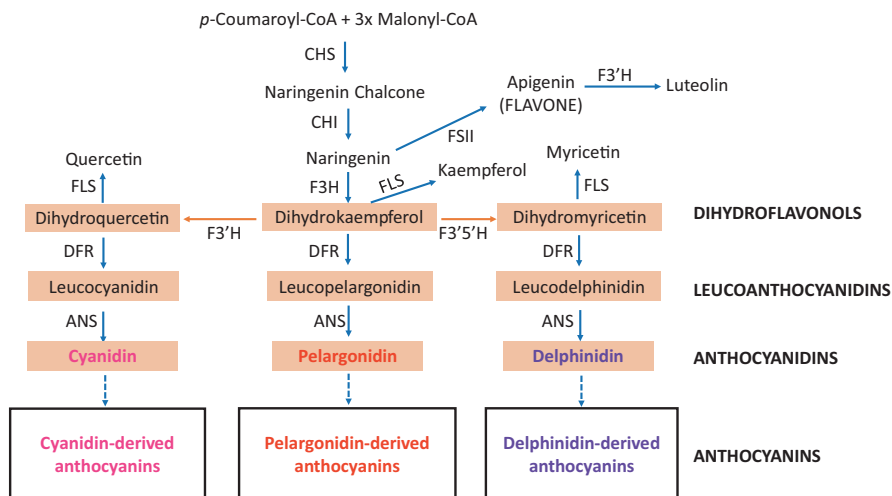 p-Coumaroyl-CoA + 3x Malonyl-CoA
CHS
Naringenin Chalcone
CHI
Apigenin
(FLAVONE)
F3’H
Luteolin
FSII
Naringenin
Quercetin
FLS
F3H
FLS
Kaempferol
Myricetin
FLS
Dihydroquercetin
F3’H
Dihydrokaempferol
F3’5’H
Dihydromyricetin
DIHYDROFLAVONOLS
DFR
DFR
DFR
Leucocyanidin
Leucopelargonidin
Leucodelphinidin
LEUCOANTHOCYANIDINS
ANS
ANS
ANS
Cyanidin
Pelargonidin
Delphinidin
ANTHOCYANIDINS
Cyanidin-derived
anthocyanins
Pelargonidin-derived
anthocyanins
Delphinidin-derived
anthocyanins
ANTHOCYANINS